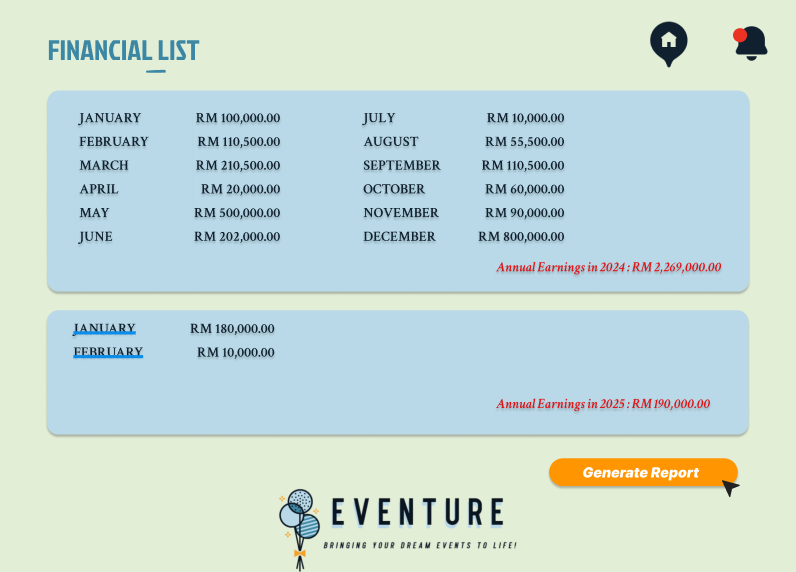 FINANCIAL LIST
JANUARY RM 100,000.00 JULY RM 10,000.00
FEBRUARY RM 110,500.00 AUGUST RM 55,500.00
MARCH RM 210,500.00 SEPTEMBER RM 110,500.00
APRIL RM 20,000.00 OCTOBER RM 60,000.00
MAY RM 500,000.00 NOVEMBER RM 90,000.00
JUNE RM 202,000.00 DECEMBER RM 800,000.00
Annual Earnings in 2024 : RM 2,269,000.00
JANUARY RM 180,000.00
FEBRUARY RM 10,000.00
Annual Earnings in 2025 : RM 190,000.00
Generate Report
EVENTURE
BRINGING YOUR DREAM EVENTS TO LIFE!